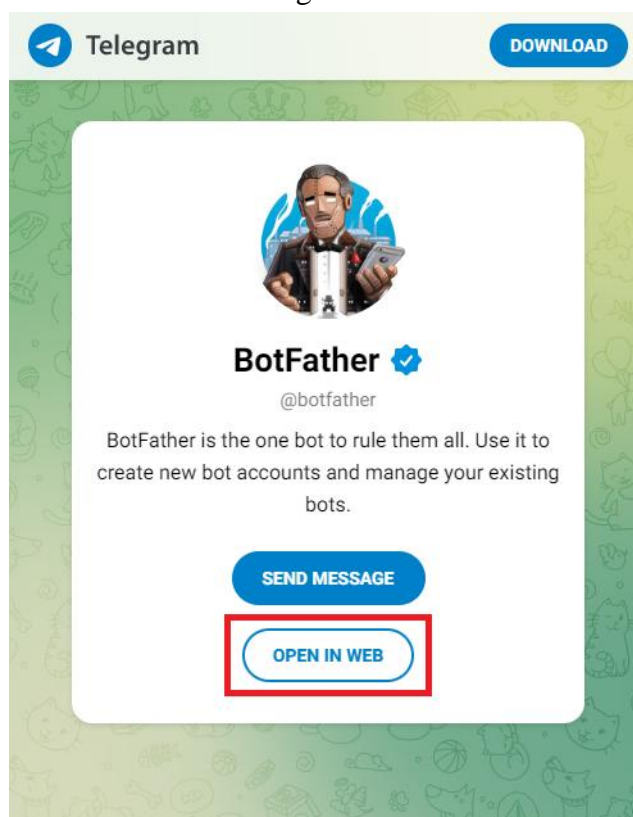 Telegram
DOWNLOAD
BotFather
@botfather
BotFather is the one bot to rule them all. Use it to
create new bot accounts and manage your existing
bots.
SEND MESSAGE
OPEN IN WEB